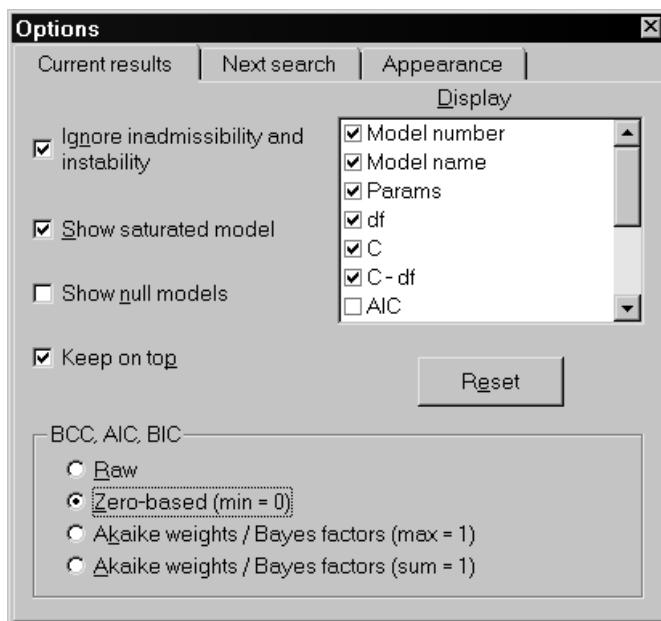 Options
Current results
Next search
Appearance
Display
Ignore inadmissibility and
instability
Show saturated model
Show null models
Keep on top
Model number
Model name
Params
df
C
C - df
AIC
Reset
BCC, AIC, BIC
Raw
Zero-based (min = 0)
Akaike weights / Bayes factors (max = 1)
Akaike weights / Bayes factors (sum = 1)